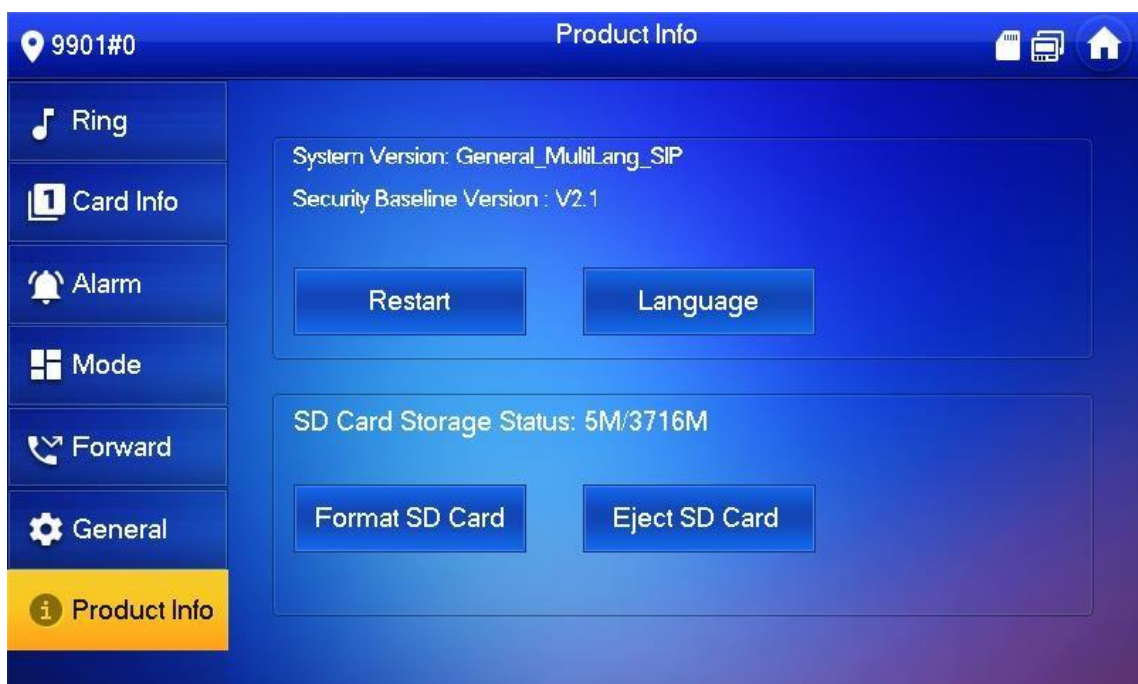 9901#0
Product Info
Ring
Card Info
Alarm
Mode
Forward
General
Product Info
System Version: General_MultiLang_SIP
Security Baseline Version : V2.1
Restart
Language
SD Card Storage Status: 5M/3716M
Format SD Card
Eject SD Card